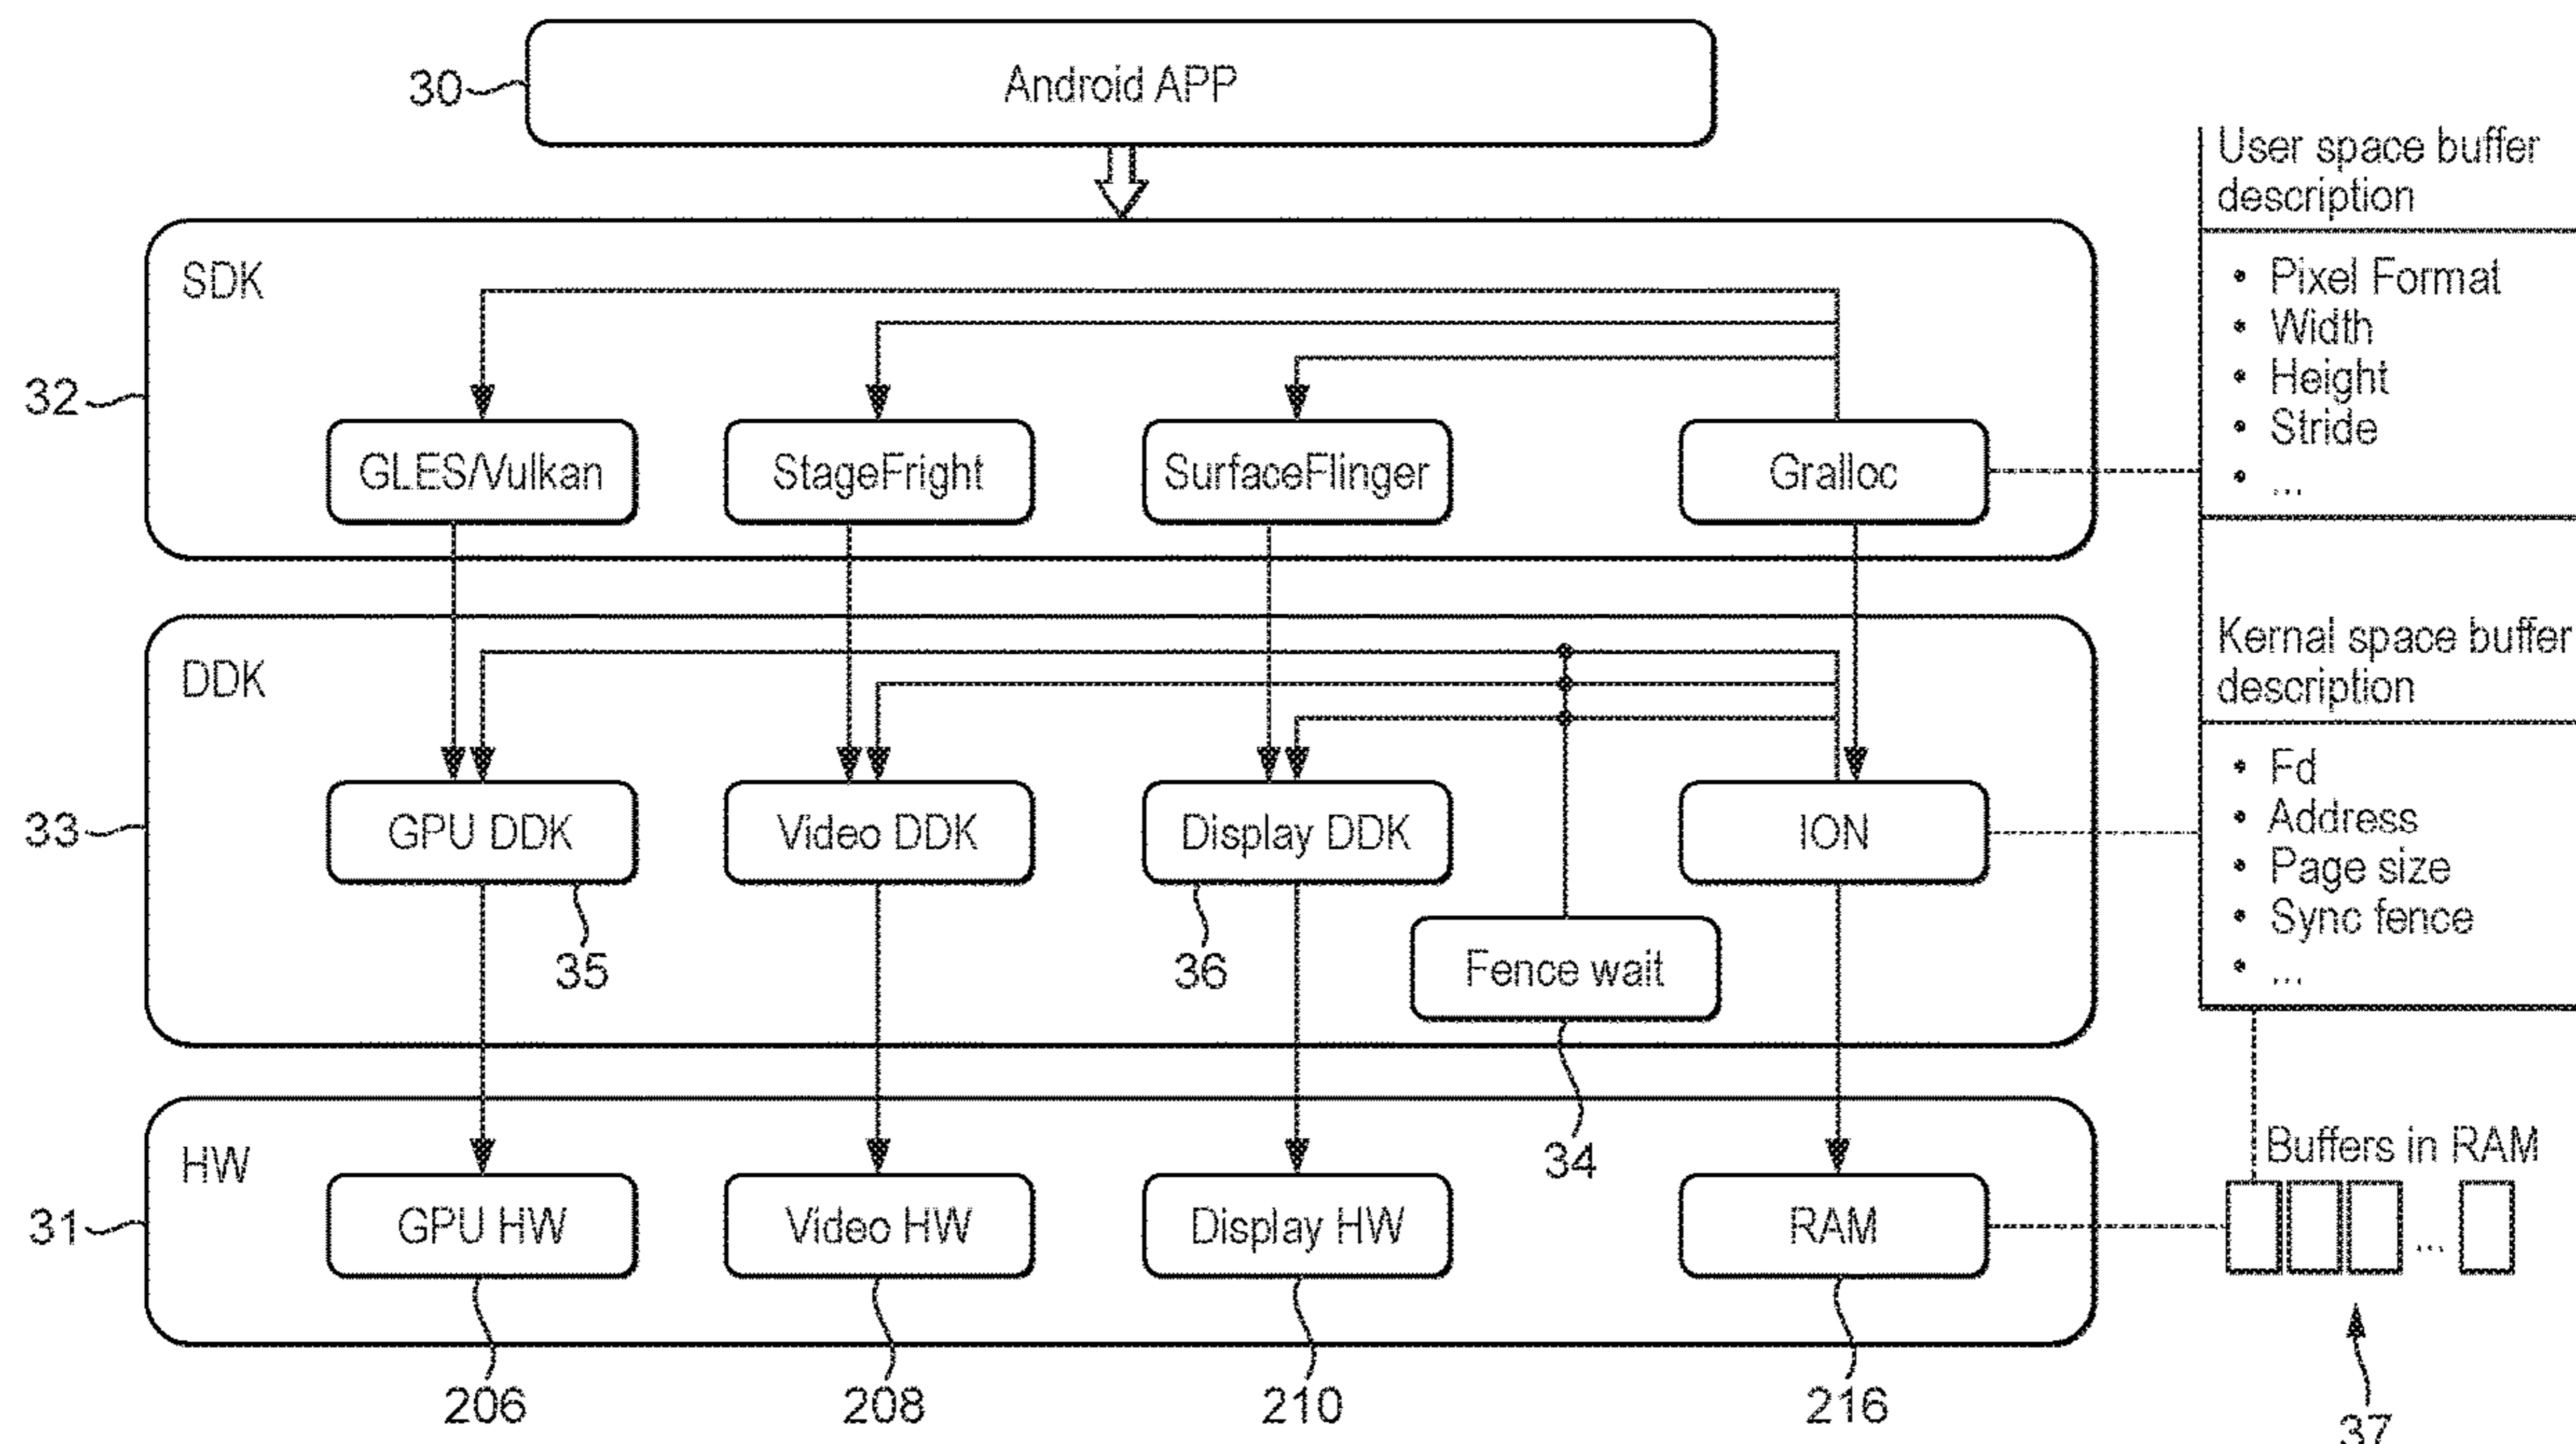 30
Android APP
User space buffer
description
SDK
• Pixel Format
• Width
• Height
• Stride
• ...
32
GLES/Vulkan
StageFright
SurfaceFlinger
Gralloc
DDK
Kernal space buffer
description
33
GPU DDK
Video DDK
Display DDK
ION
• Fd
• Address
• Page size
• Sync fence
• ...
35
36
Fence wait
34
HW
Buffers in RAM
31
GPU HW
Video HW
Display HW
RAM
...
206
208
210
216
37